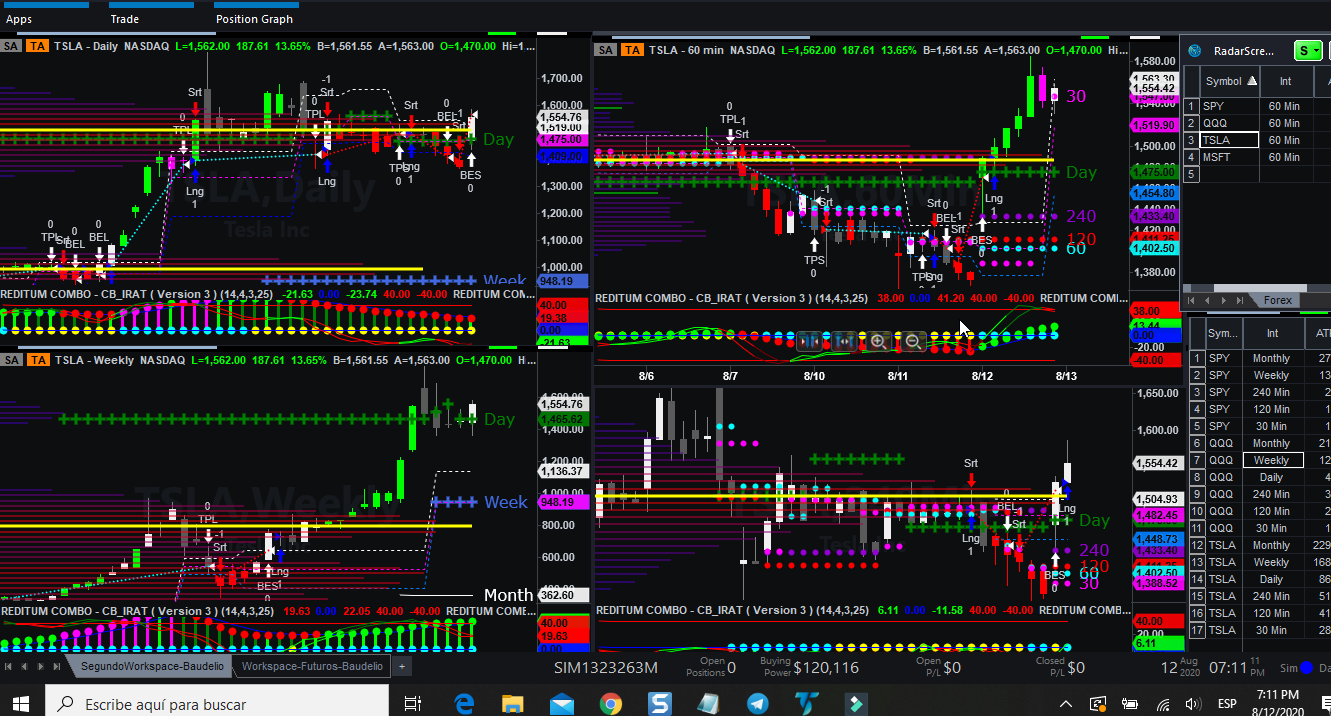 Apps Trade Position Graph
SA TA TSLA - Daily NASDAQ L=1,562.00 187.61 13.65% B=1,561.55 A=1,563.00 O=1,470.00 Hi=1 ...
1,700.00
1,600.00
1,554.76
1,519.00
1,475.00
1,300.00
1,200.00
1,100.00
1,000.00
948.19
Srt
-1
Srt
0
TPL
Srt
0
BEL
Day
TPS
0
Lng
1
BES
0
Lng
1
Lng
TSLA,Daily
Tesla Inc
0
TPL
0
BEL
0
BEL
Week
REDITUM COMBO - CB_IRAT ( Version 3 ) (14,4,3,25) -21.63 0.00 -23.74 40.00 -40.00 REDITUM COM...
40.00
19.38
0.00
-21.63
SA TA TSLA - Weekly NASDAQ L=1,562.00 187.61 13.65% B=1,561.55 A=1,563.00 O=1,470.00 Hi...
1,554.76
1,465.62
1,400.00
1,200.00
1,136.37
1,000.00
948.19
800.00
600.00
400.00
362.60
Day
Week
Month
TSLA,Weekly
0
TPL
-1
Srt
Lng
BES
REDITUM COMBO - CB_IRAT ( Version 3 ) (14,4,3,25) 19.63 0.00 22.05 40.00 -40.00 REDITUM COMB...
40.00
19.63
0.00
SA TA TSLA - 60 min NASDAQ L=1,562.00 187.61 13.65% B=1,561.55 A=1,563.00 O=1,470.00 Hi...
1,580.00
1,563.30
1,554.42
1,519.90
1,500.00
1,475.00
1,454.80
1,433.40
1,420.00
1,402.50
1,380.00
30
Day
240
120
60
0
TPL
Srt
-1
Srt
TPS
0
Srt
0
BEL
Srt
TPS
0
Lng
1
Lng
1
BES
0
REDITUM COMBO - CB_IRAT ( Version 3 ) (14,4,3,25) 38.00 0.00 41.20 40.00 -40.00 REDITUM COMB...
38.00
13.44
0.00
-20.00
-40.00
8/6 8/7 8/10 8/11 8/12 8/13
1,650.00
1,600.00
1,554.42
1,504.93
1,482.45
1,448.73
1,433.40
1,402.50
1,388.52
Srt
Lng
1
BEL
-1
Srt
Lng
1
BES
0
Day
240
120
60
30
REDITUM COMBO - CB_IRAT ( Version 3 ) (14,4,3,25) 6.11 0.00 -11.58 40.00 -40.00 REDITUM COMB...
40.00
20.00
6.11
RadarScre... S
Symbol Int
1 SPY 60 Min
2 QQQ 60 Min
3 TSLA 60 Min
4 MSFT 60 Min
5
Forex
Sym... Int ATI
1 SPY Monthly 27
2 SPY Weekly 13
3 SPY 240 Min 2
4 SPY 120 Min 1
5 SPY 30 Min 1
6 QQQ Monthly 21
7 QQQ Weekly 12
8 QQQ Daily 4
9 QQQ 240 Min 3
10 QQQ 120 Min 2
11 QQQ 30 Min 1
12 TSLA Monthly 229
13 TSLA Weekly 168
14 TSLA Daily 86
15 TSLA 240 Min 51
16 TSLA 120 Min 41
17 TSLA 30 Min 28
SegundoWorkspace-Baudelio Workspace-Futuros-Baudelio +
SIM1323263M Open Positions 0 Buying Power $120,116 Open P/L $0 Closed P/L $0 12 Aug 2020 07:11 11 PM Sim Da
Escribe aquí para buscar
ESP
7:11 PM
8/12/2020